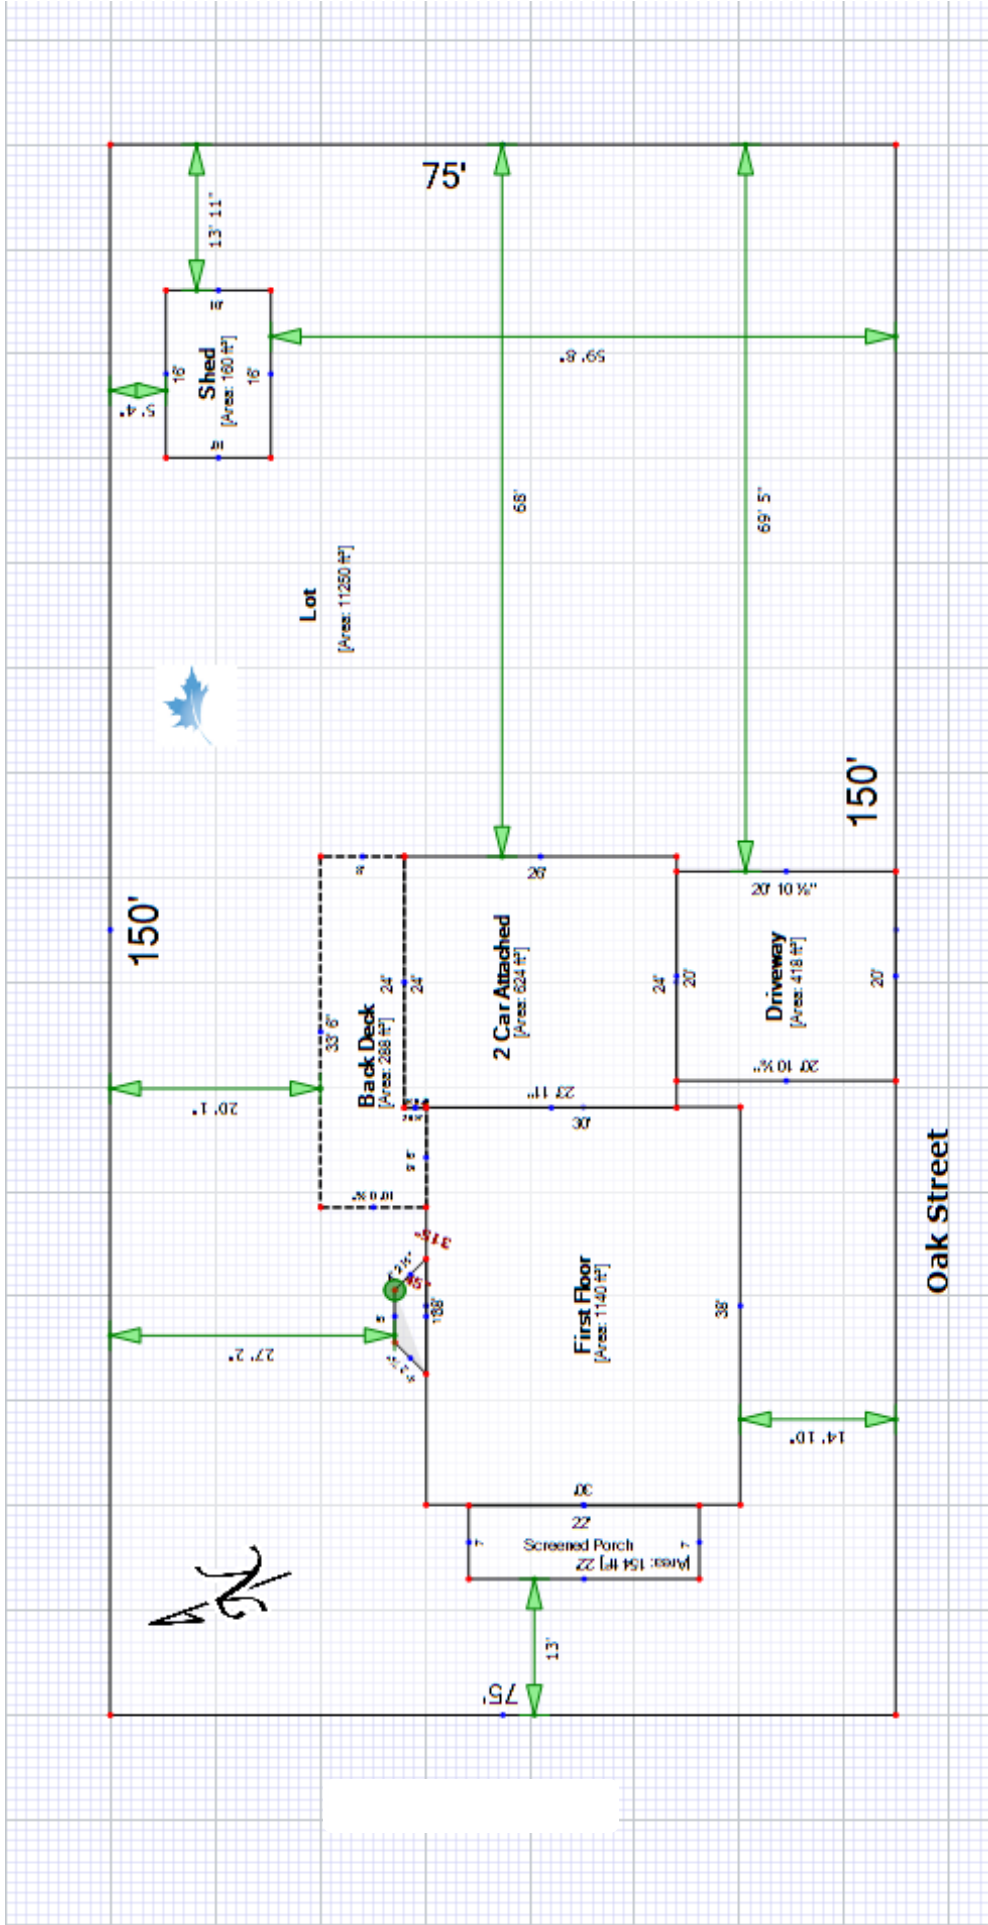 75'
13' 11"
Shed
[Area: 160 ft²]
16'
16'
5' 4"
59' 8"
68'
69' 5"
Lot
[Area: 11250 ft²]
150'
150'
Back Deck
[Area: 288 ft²]
33' 6"
24'
24'
20' 1"
2 Car Attached
[Area: 624 ft²]
26'
24'
23' 11"
Driveway
[Area: 418 ft²]
20' 10 ½"
20'
20'
20' 10 ½"
Oak Street
First Floor
[Area: 1140 ft²]
30'
38'
30'
315°
27' 2"
14' 10"
22'
Screened Porch
[Area: 154 ft²] 22'
7'
7'
13'
75'
N